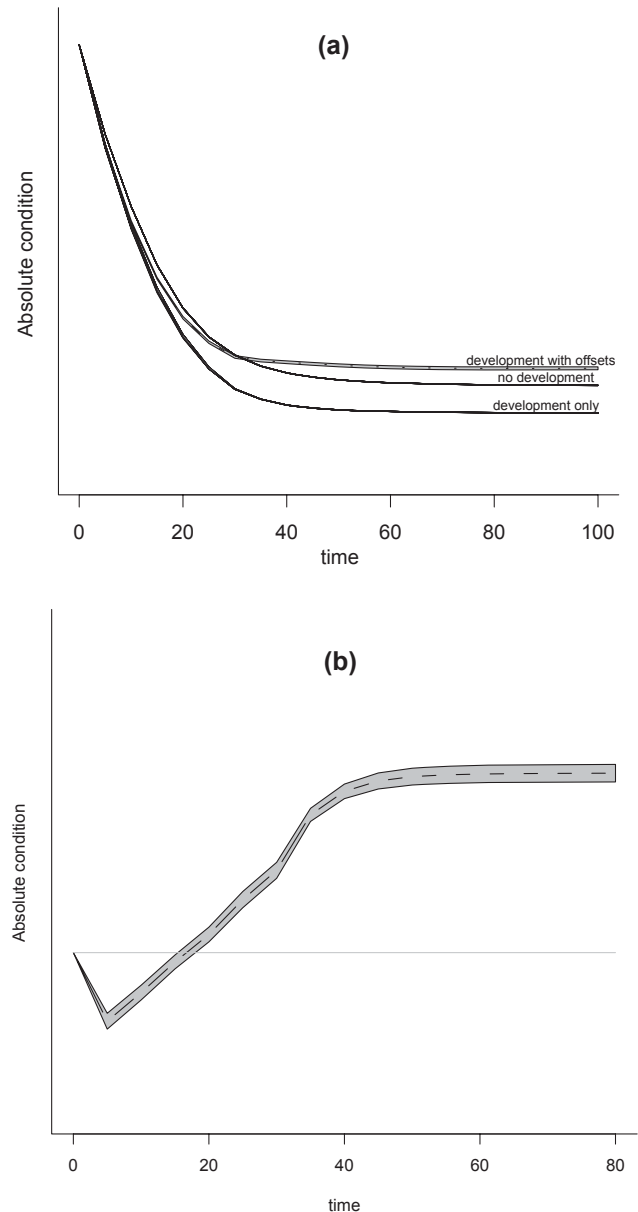 (a)
Absolute condition
development with offsets
no development
development only
0 20 40 60 80 100
time
(b)
Absolute condition
0 20 40 60 80
time